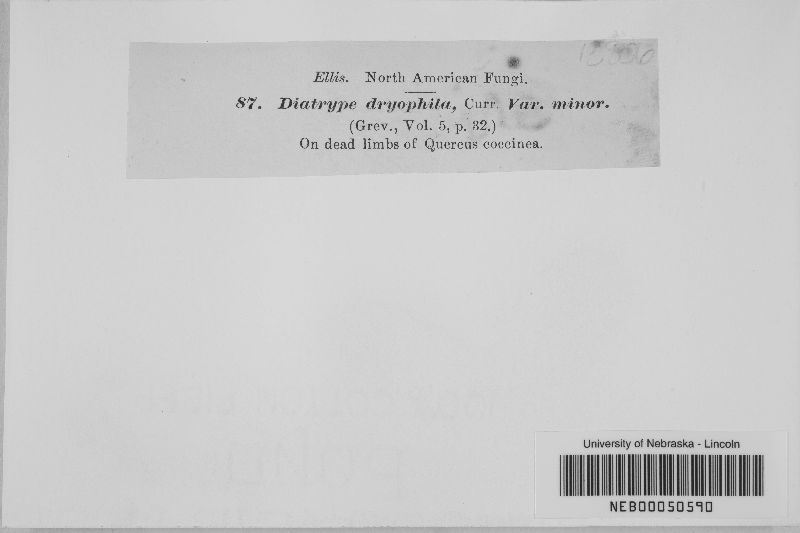 Ellis. North American Fungi.
87. Diatrype dryophila, Curr. Var. minor.
(Grev., Vol. 5, p. 32.)
On dead limbs of Quercus coccinea.
University of Nebraska - Lincoln
NEB00050590